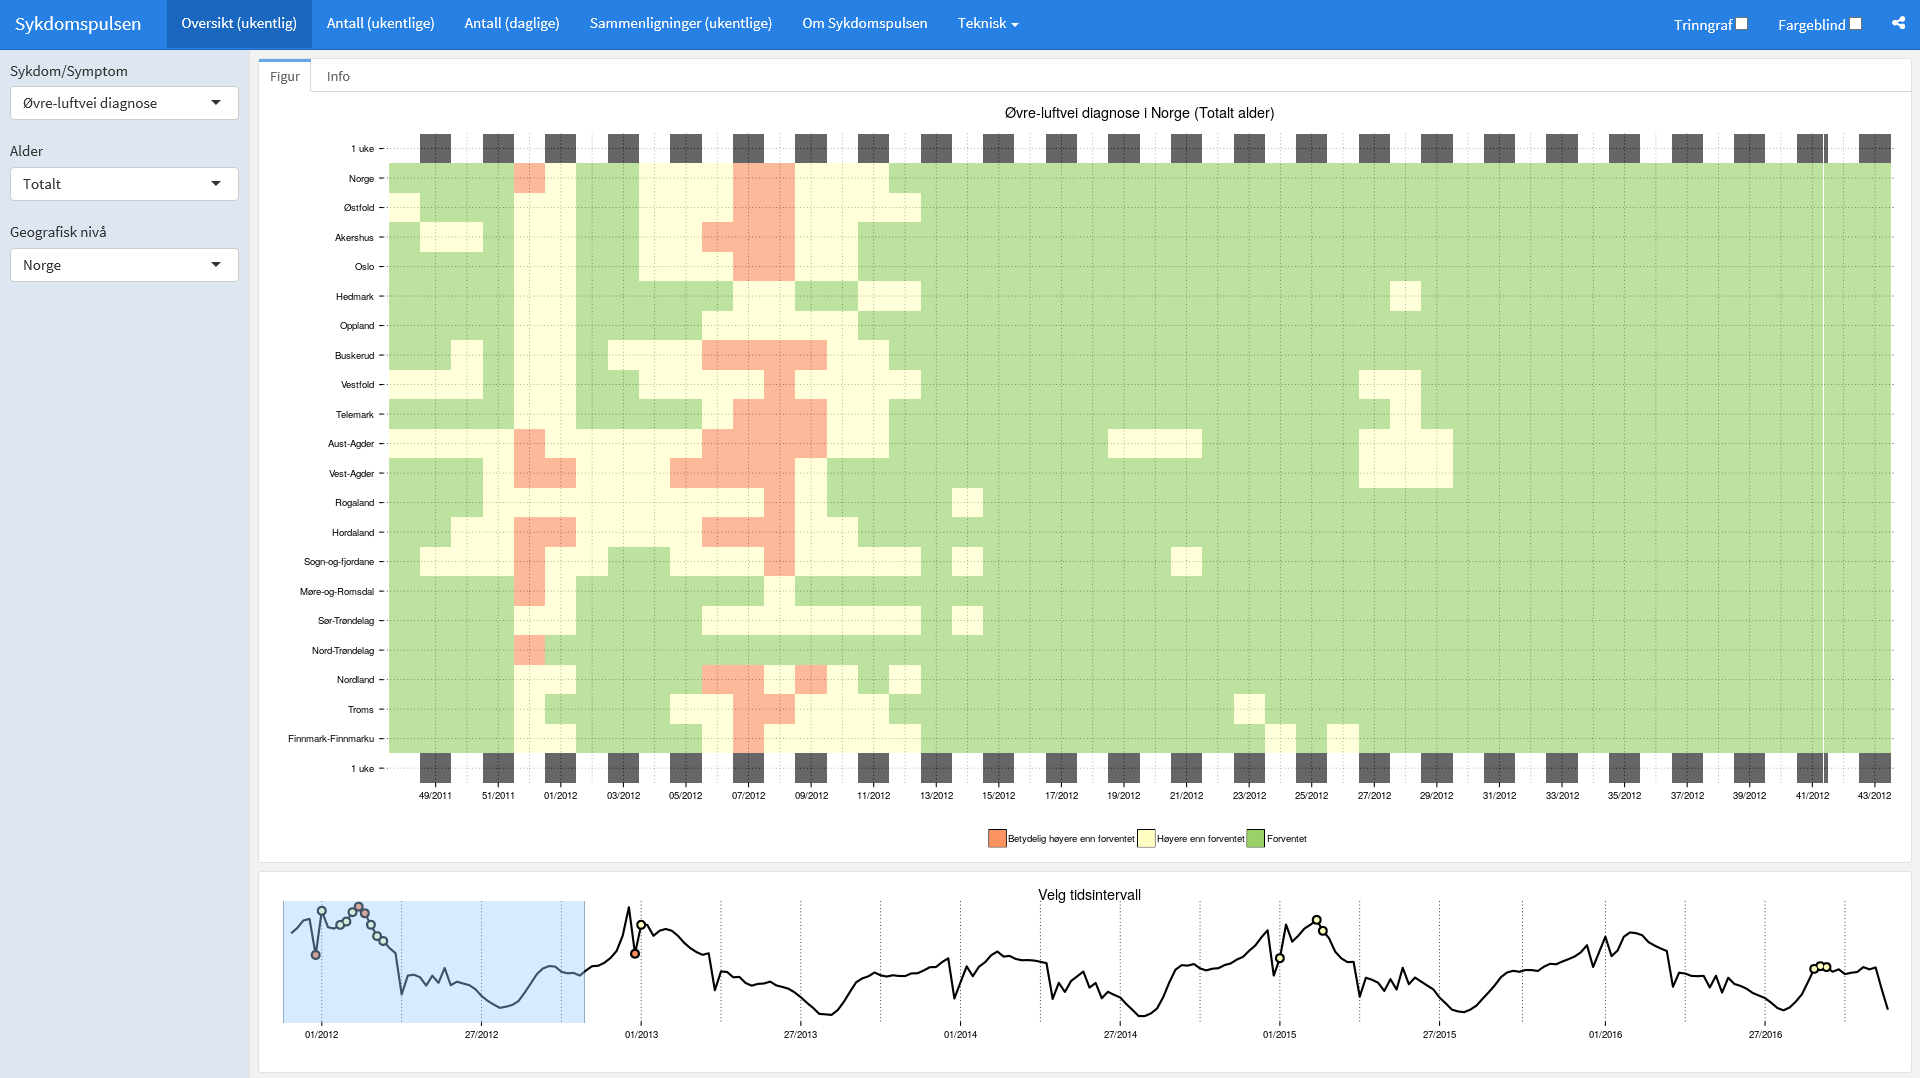 Sykdomspulsen Oversikt (ukentlig) Antall (ukentlige) Antall (daglige) Sammenligninger (ukentlige) Om Sykdomspulsen Teknisk Trinngraf Fargeblind
Sykdom/Symptom
Øvre-luftvei diagnose
Alder
Totalt
Geografisk nivå
Norge
Figur Info
Øvre-luftvei diagnose i Norge (Totalt alder)
1 uke
Norge
Østfold
Akershus
Oslo
Hedmark
Oppland
Buskerud
Vestfold
Telemark
Aust-Agder
Vest-Agder
Rogaland
Hordaland
Sogn-og-fjordane
Møre-og-Romsdal
Sør-Trøndelag
Nord-Trøndelag
Nordland
Troms
Finnmark-Finnmarku
1 uke
49/2011 51/2011 01/2012 03/2012 05/2012 07/2012 09/2012 11/2012 13/2012 15/2012 17/2012 19/2012 21/2012 23/2012 25/2012 27/2012 29/2012 31/2012 33/2012 35/2012 37/2012 39/2012 41/2012 43/2012
Betydelig høyere enn forventet Høyere enn forventet Forventet
Velg tidsintervall
01/2012 27/2012 01/2013 27/2013 01/2014 27/2014 01/2015 27/2015 01/2016 27/2016